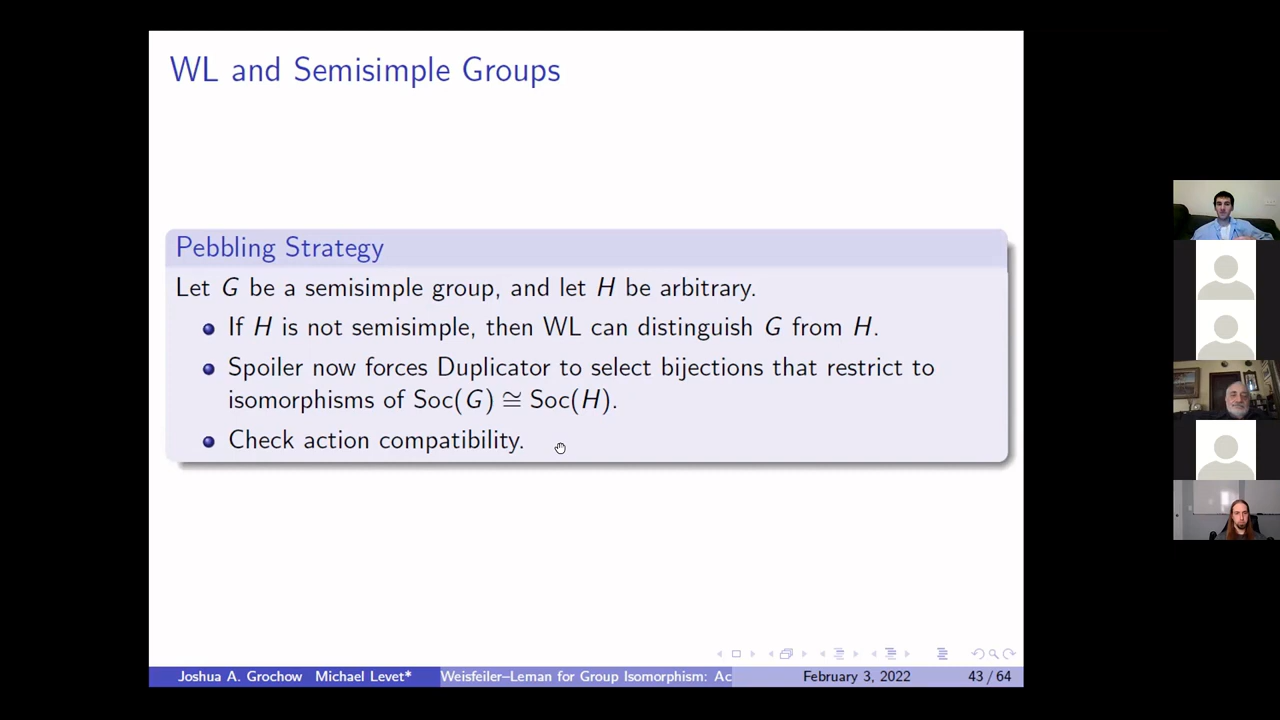 WL and Semisimple Groups
Pebbling Strategy
Let G be a semisimple group, and let H be arbitrary.
If H is not semisimple, then WL can distinguish G from H.
Spoiler now forces Duplicator to select bijections that restrict to
isomorphisms of Soc(G) ≅ Soc(H).
Check action compatibility.
Joshua A. Grochow Michael Levet* Weisfeiler–Leman for Group Isomorphism: Ac February 3, 2022 43 / 64